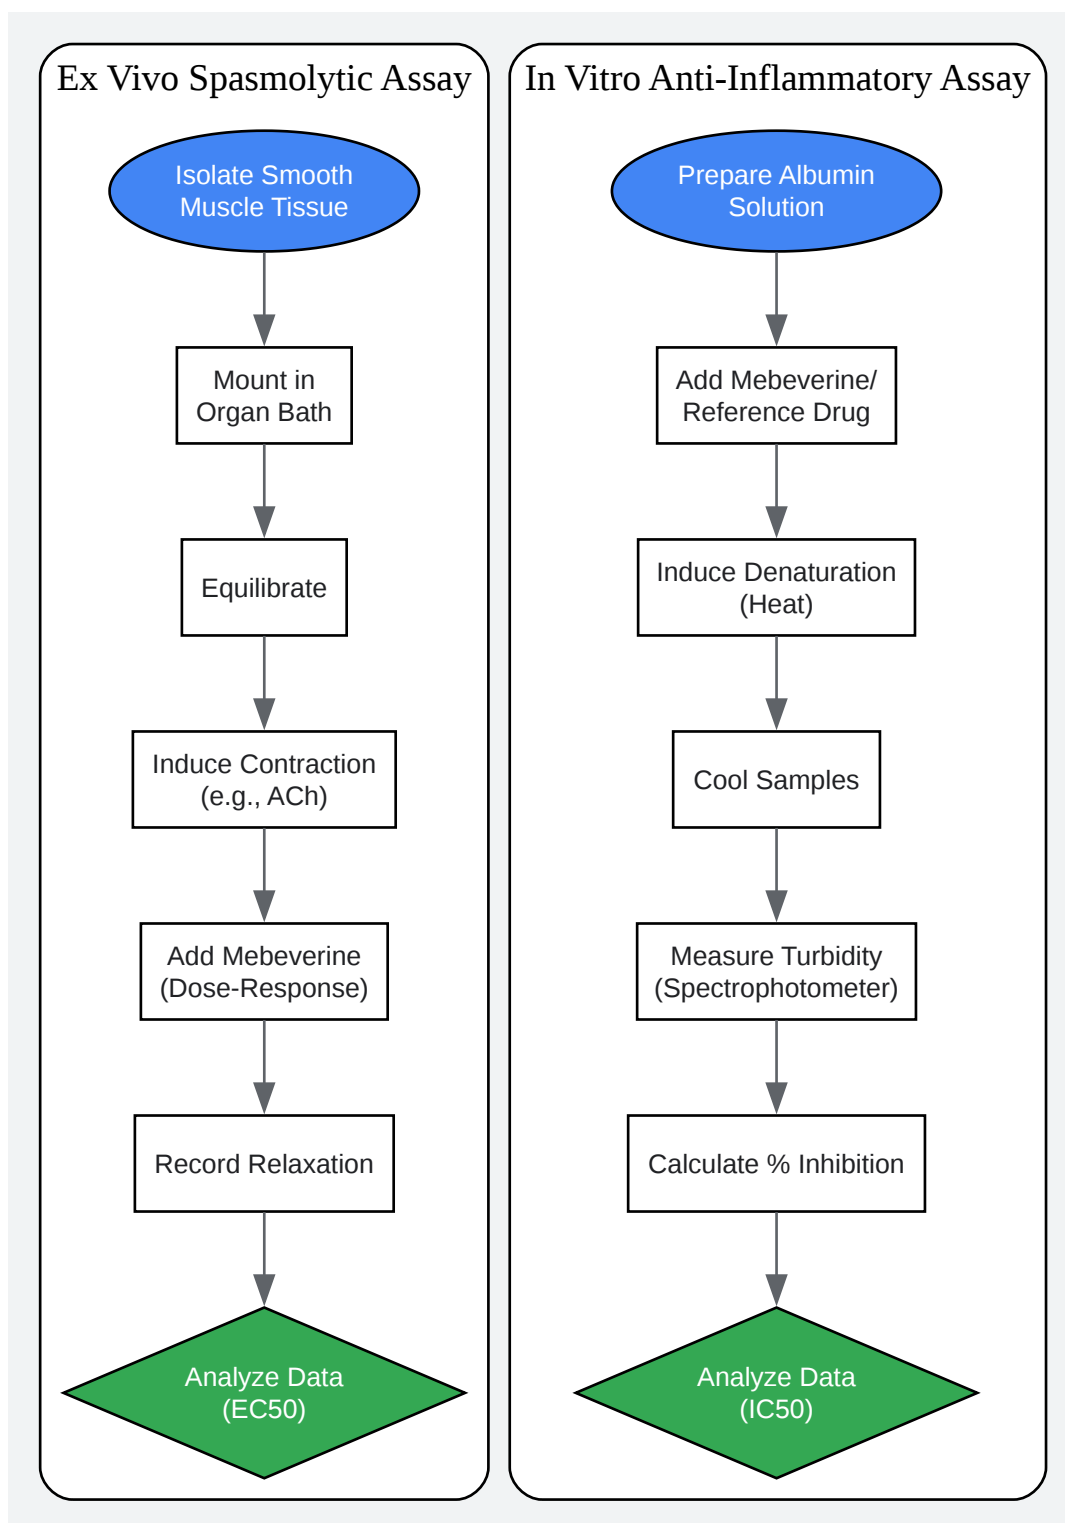 Ex Vivo Spasmolytic Assay
Isolate Smooth
Muscle Tissue
Mount in
Organ Bath
Equilibrate
Induce Contraction
(e.g., ACh)
Add Mebeverine
(Dose-Response)
Record Relaxation
Analyze Data
(EC50)
In Vitro Anti-Inflammatory Assay
Prepare Albumin
Solution
Add Mebeverine/
Reference Drug
Induce Denaturation
(Heat)
Cool Samples
Measure Turbidity
(Spectrophotometer)
Calculate % Inhibition
Analyze Data
(IC50)